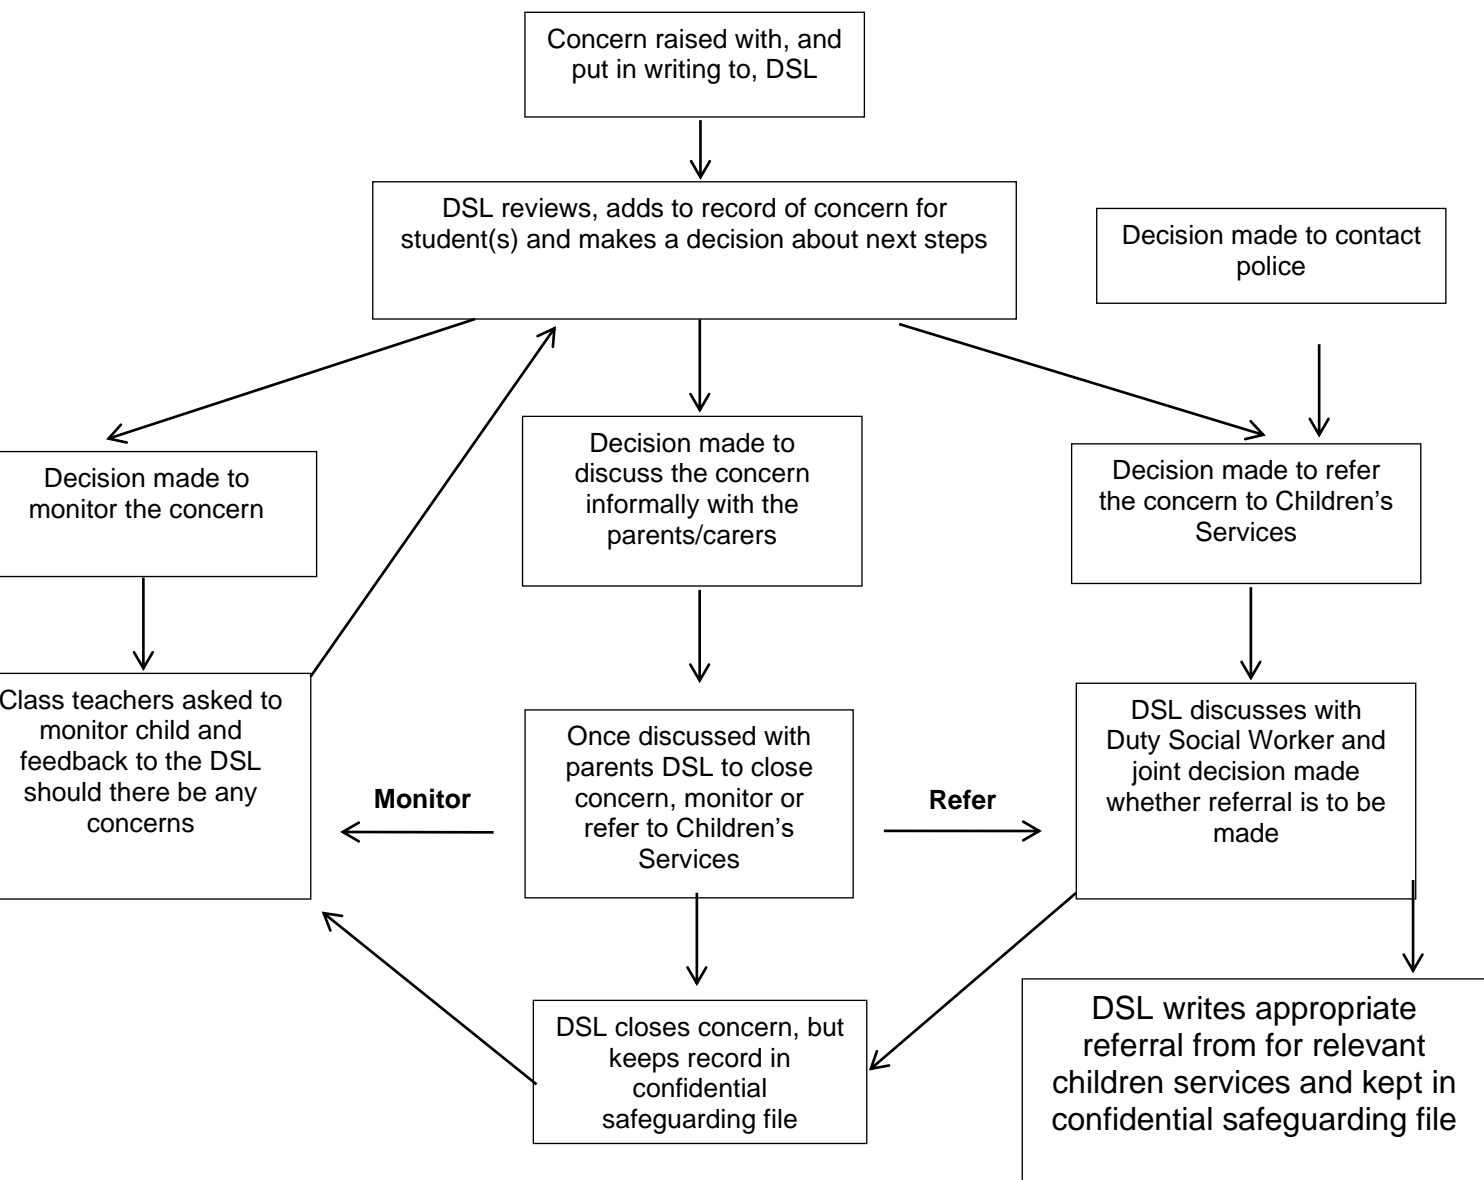 Concern raised with, and
put in writing to, DSL
DSL reviews, adds to record of concern for
student(s) and makes a decision about next steps
Decision made to contact
police
Decision made to
monitor the concern
Decision made to
discuss the concern
informally with the
parents/carers
Decision made to refer
the concern to Children’s
Services
Class teachers asked to
monitor child and
feedback to the DSL
should there be any
concerns
Monitor
Once discussed with
parents DSL to close
concern, monitor or
refer to Children’s
Services
Refer
DSL discusses with
Duty Social Worker and
joint decision made
whether referral is to be
made
DSL closes concern, but
keeps record in
confidential
safeguarding file
DSL writes appropriate
referral from for relevant
children services and kept in
confidential safeguarding file